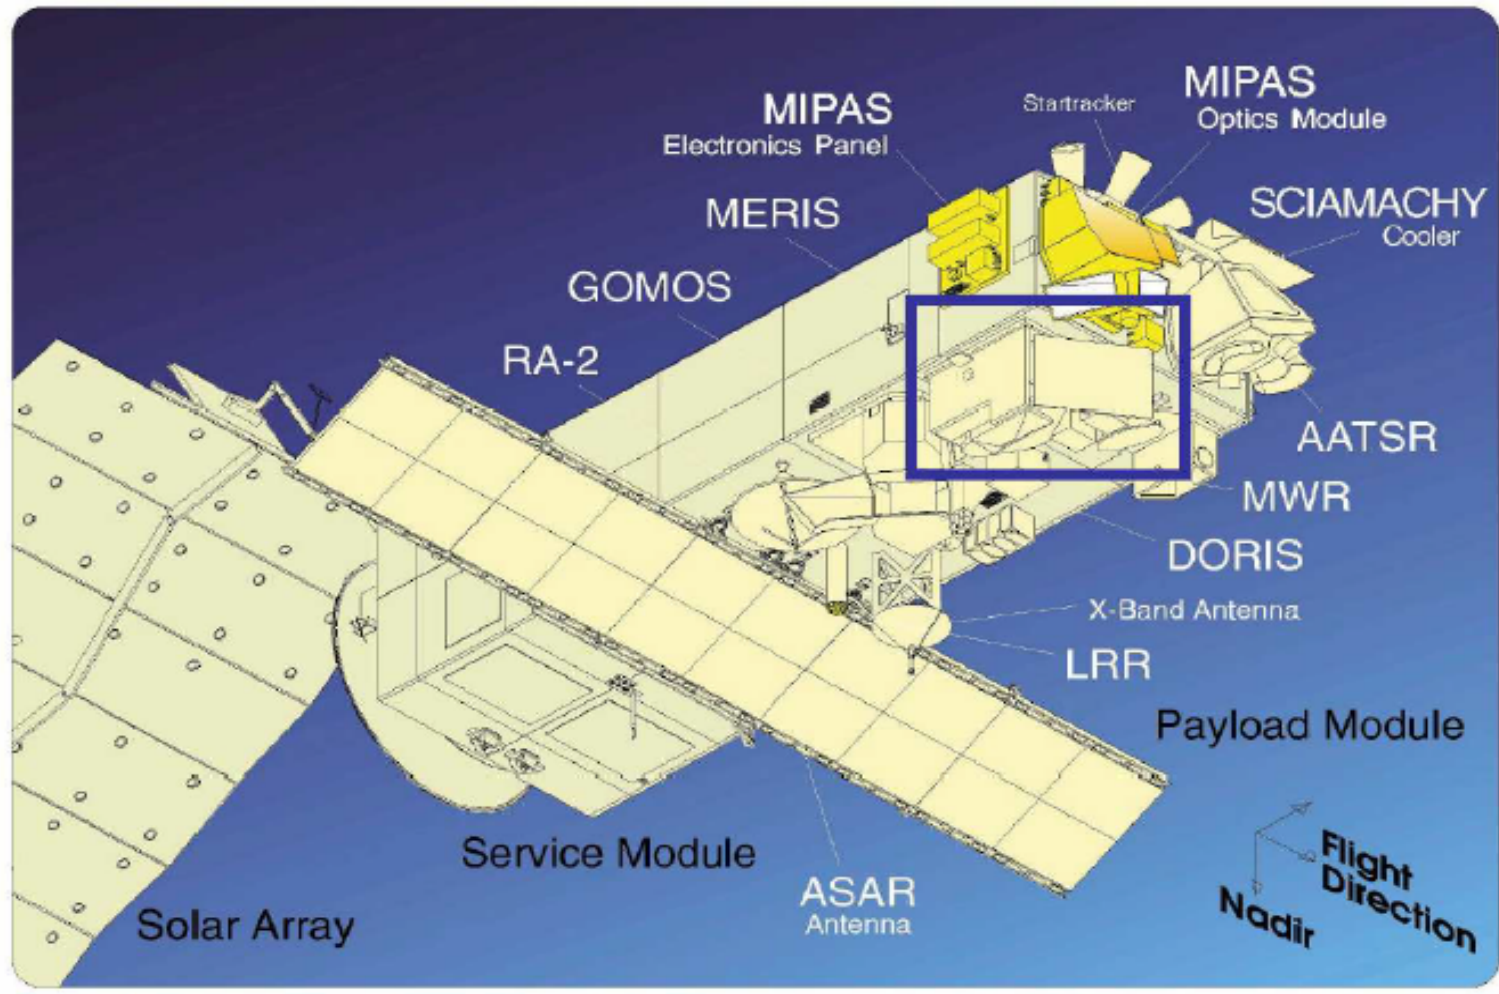 MIPAS
Electronics Panel
Startracker
MIPAS
Optics Module
MERIS
SCIAMACHY
Cooler
GOMOS
RA-2
AATSR
MWR
DORIS
X-Band Antenna
LRR
Payload Module
Service Module
ASAR
Antenna
Solar Array
Flight
Direction
Nadir